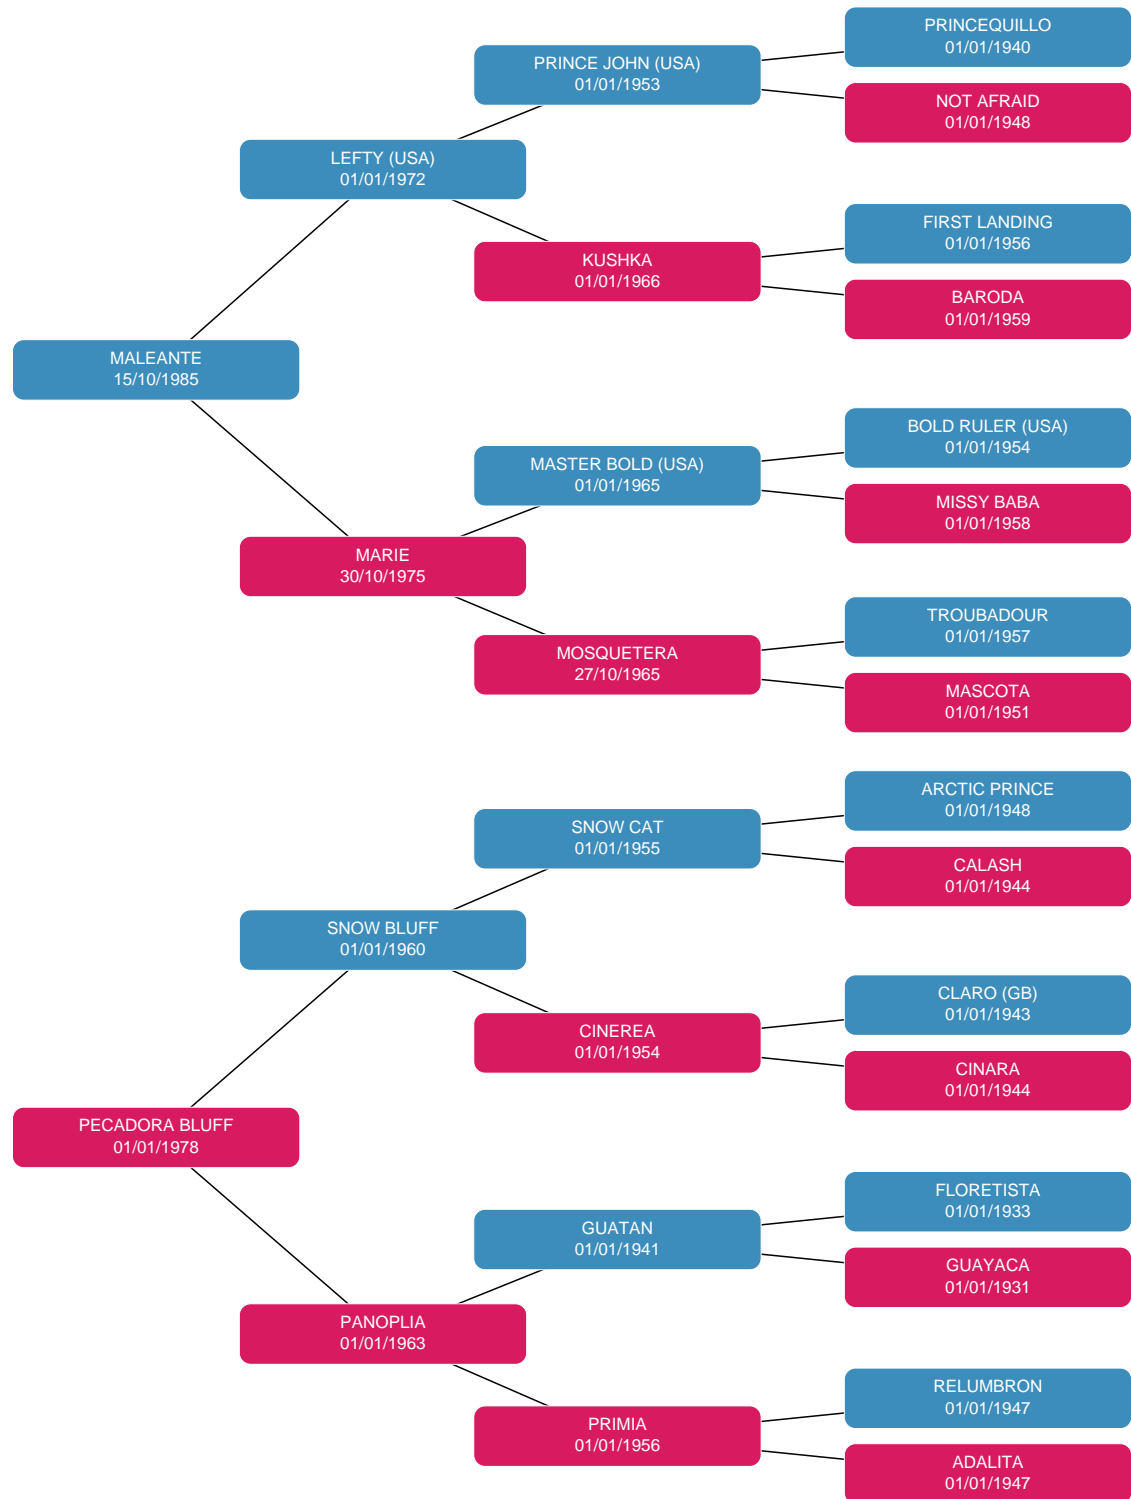 PRINCEQUILLO
01/01/1940
PRINCE JOHN (USA)
01/01/1953
NOT AFRAID
01/01/1948
LEFTY (USA)
01/01/1972
FIRST LANDING
01/01/1956
KUSHKA
01/01/1966
BARODA
01/01/1959
MALEANTE
15/10/1985
BOLD RULER (USA)
01/01/1954
MASTER BOLD (USA)
01/01/1965
MISSY BABA
01/01/1958
MARIE
30/10/1975
TROUBADOUR
01/01/1957
MOSQUETERA
27/10/1965
MASCOTA
01/01/1951
ARCTIC PRINCE
01/01/1948
SNOW CAT
01/01/1955
CALASH
01/01/1944
SNOW BLUFF
01/01/1960
CLARO (GB)
01/01/1943
CINEREA
01/01/1954
CINARA
01/01/1944
PECADORA BLUFF
01/01/1978
FLORETISTA
01/01/1933
GUATAN
01/01/1941
GUAYACA
01/01/1931
PANOPLIA
01/01/1963
RELUMBRON
01/01/1947
PRIMIA
01/01/1956
ADALITA
01/01/1947